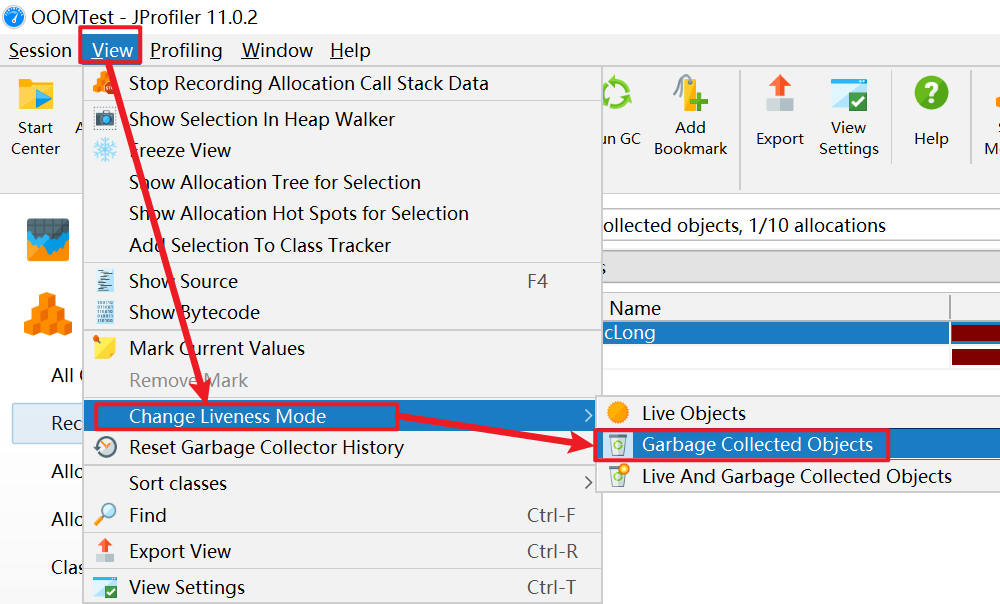 OOMTest - JProfiler 11.0.2
Session View Profiling Window Help
Start Center
un GC
Add Bookmark
Export
View Settings
Help
Stop Recording Allocation Call Stack Data
Show Selection In Heap Walker
Freeze View
Show Allocation Tree for Selection
Show Allocation Hot Spots for Selection
Add Selection To Class Tracker
Show Source F4
Show Bytecode
Mark Current Values
Remove Mark
Change Liveness Mode
Reset Garbage Collector History
Sort classes
Find Ctrl-F
Export View Ctrl-R
View Settings Ctrl-T
ollected objects, 1/10 allocations
Name
cLong
Live Objects
Garbage Collected Objects
Live And Garbage Collected Objects
All
Rec
Allo
Allo
Clas